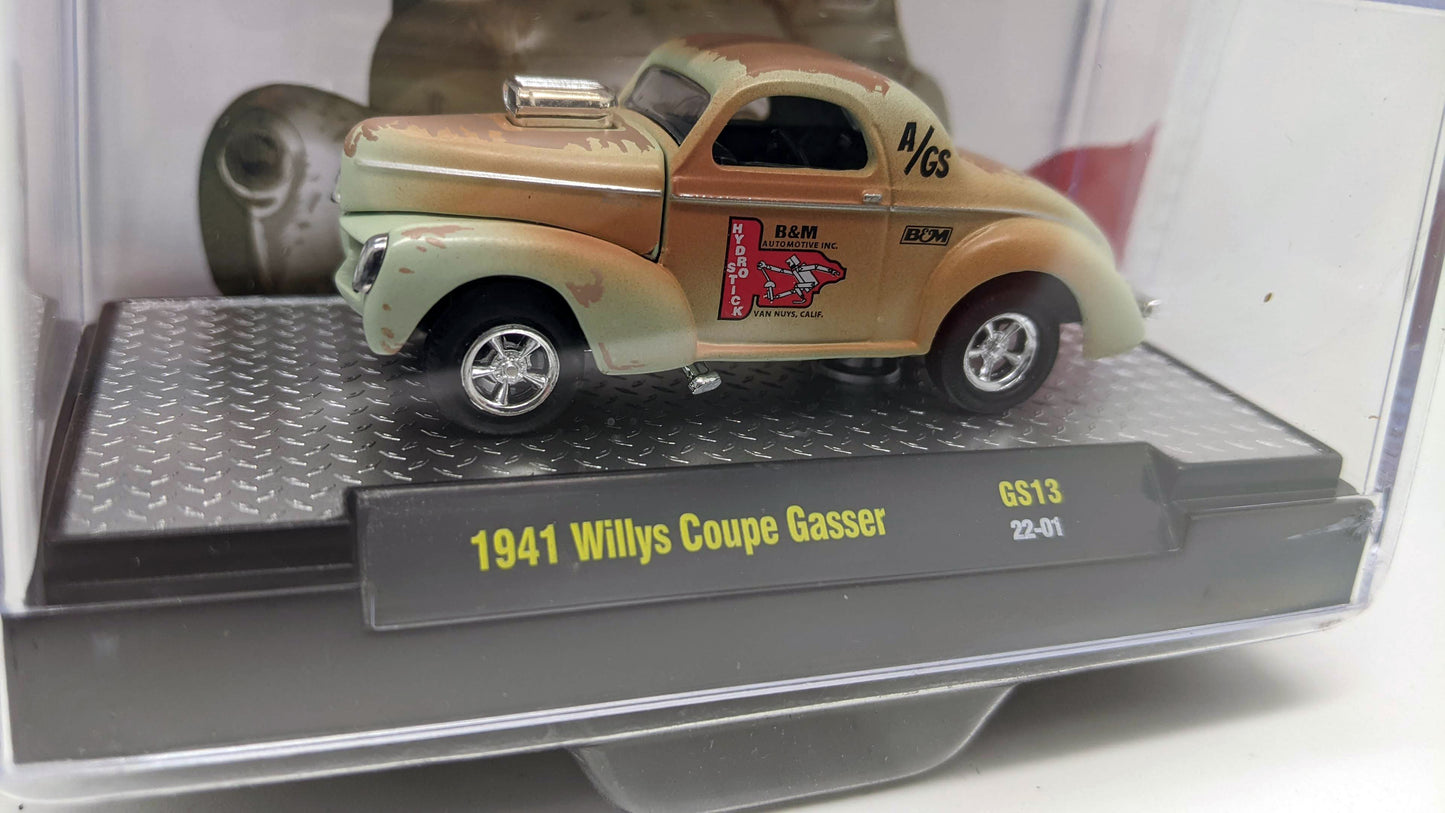 A/GS
B&M
AUTOMOTIVE INC.
HYDRO STICK
VAN NUYS, CALIF.
B&M
1941 Willys Coupe Gasser
GS13
22-01